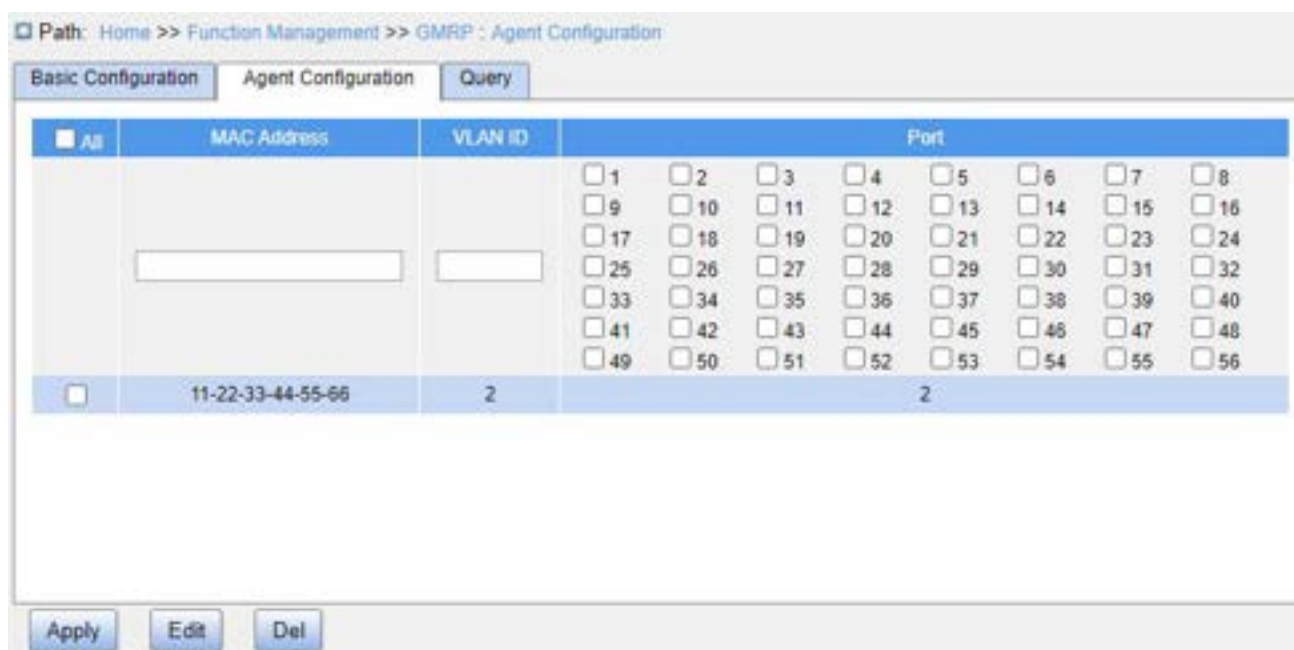 Path: Home >> Function Management >> GMRP : Agent Configuration
Basic Configuration Agent Configuration Query
All MAC Address VLAN ID Port
1 2 3 4 5 6 7 8
9 10 11 12 13 14 15 16
17 18 19 20 21 22 23 24
25 26 27 28 29 30 31 32
33 34 35 36 37 38 39 40
41 42 43 44 45 46 47 48
49 50 51 52 53 54 55 56
11-22-33-44-55-66 2 2
Apply Edit Del